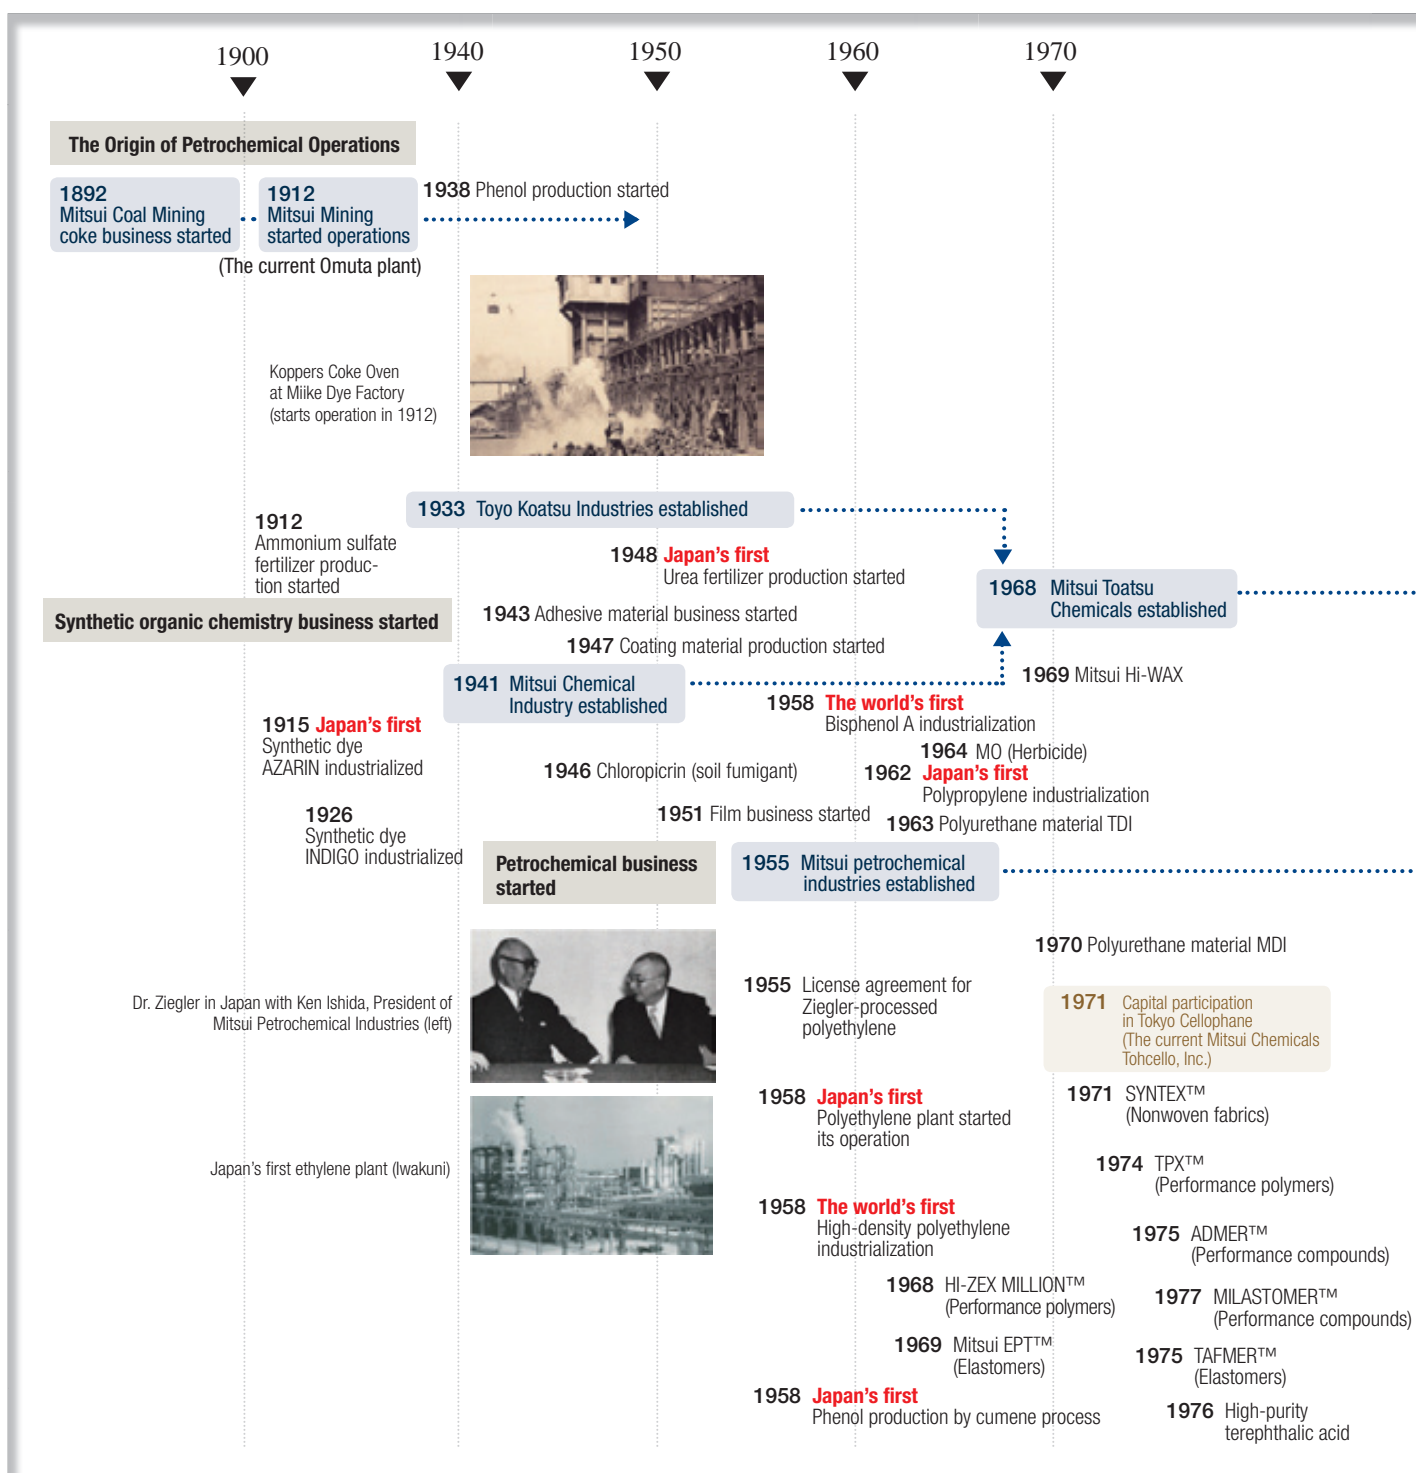 1900
1940
1950
1960
1970
The Origin of Petrochemical Operations
1892
Mitsui Coal Mining
coke business started
1912
Mitsui Mining
started operations
(The current Omuta plant)
1938 Phenol production started
Koppers Coke Oven
at Miike Dye Factory
(starts operation in 1912)
1933 Toyo Koatsu Industries established
1912
Ammonium sulfate
fertilizer produc-
tion started
1948 Japan's first
Urea fertilizer production started
1968 Mitsui Toatsu
Chemicals established
Synthetic organic chemistry business started
1943 Adhesive material business started
1947 Coating material production started
1941 Mitsui Chemical
Industry established
1969 Mitsui Hi-WAX
1958 The world's first
Bisphenol A industrialization
1915 Japan's first
Synthetic dye
AZARIN industrialized
1964 MO (Herbicide)
1946 Chloropicrin (soil fumigant)
1962 Japan's first
Polypropylene industrialization
1926
Synthetic dye
INDIGO industrialized
1951 Film business started
1963 Polyurethane material TDI
Petrochemical business
started
1955 Mitsui petrochemical
industries established
1970 Polyurethane material MDI
Dr. Ziegler in Japan with Ken Ishida, President of
Mitsui Petrochemical Industries (left)
1955 License agreement for
Ziegler-processed
polyethylene
1971 Capital participation
in Tokyo Cellophane
(The current Mitsui Chemicals
Tohcello, Inc.)
1958 Japan's first
Polyethylene plant started
its operation
1971 SYNTEX™
(Nonwoven fabrics)
Japan's first ethylene plant (Iwakuni)
1974 TPX™
(Performance polymers)
1958 The world's first
High-density polyethylene
industrialization
1975 ADMER™
(Performance compounds)
1968 HI-ZEX MILLION™
(Performance polymers)
1977 MILASTOMER™
(Performance compounds)
1969 Mitsui EPT™
(Elastomers)
1975 TAFMER™
(Elastomers)
1958 Japan's first
Phenol production by cumene process
1976 High-purity
terephthalic acid